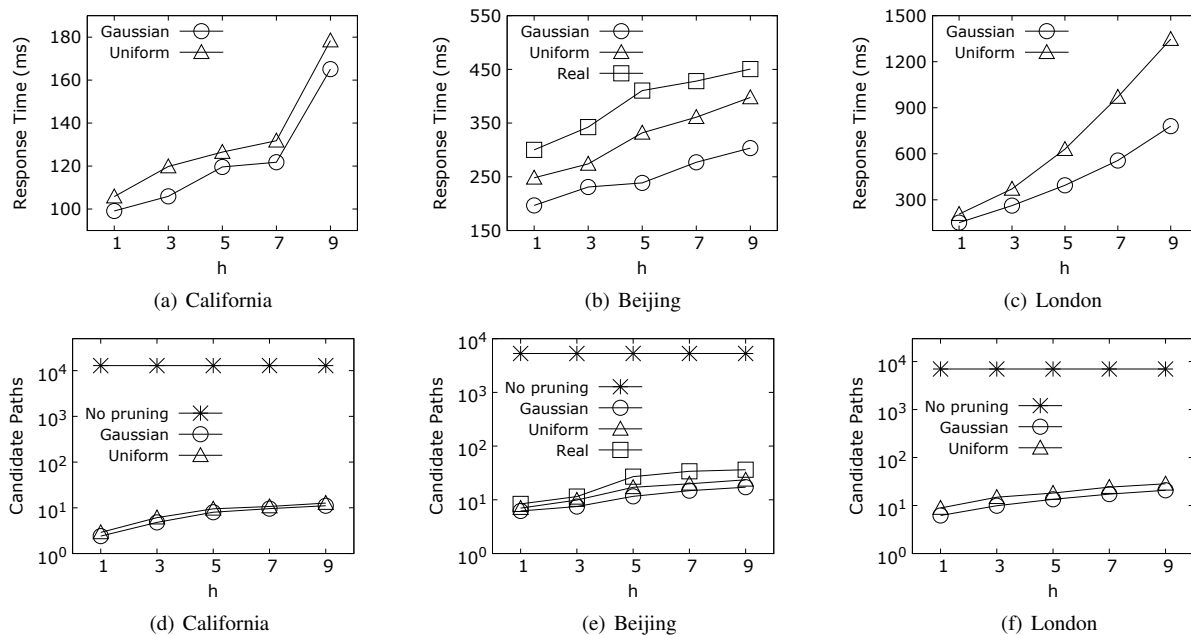 Response Time (ms)
180
160
140
120
100
Gaussian
Uniform
1 3 5 7 9
h
(a) California
Response Time (ms)
550
450
350
250
150
Gaussian
Uniform
Real
1 3 5 7 9
h
(b) Beijing
Response Time (ms)
1500
1200
900
600
300
Gaussian
Uniform
1 3 5 7 9
h
(c) London
Candidate Paths
10^4
10^3
10^2
10^1
10^0
No pruning
Gaussian
Uniform
1 3 5 7 9
h
(d) California
Candidate Paths
10^4
10^3
10^2
10^1
10^0
No pruning
Gaussian
Uniform
Real
1 3 5 7 9
h
(e) Beijing
Candidate Paths
10^4
10^3
10^2
10^1
10^0
No pruning
Gaussian
Uniform
1 3 5 7 9
h
(f) London